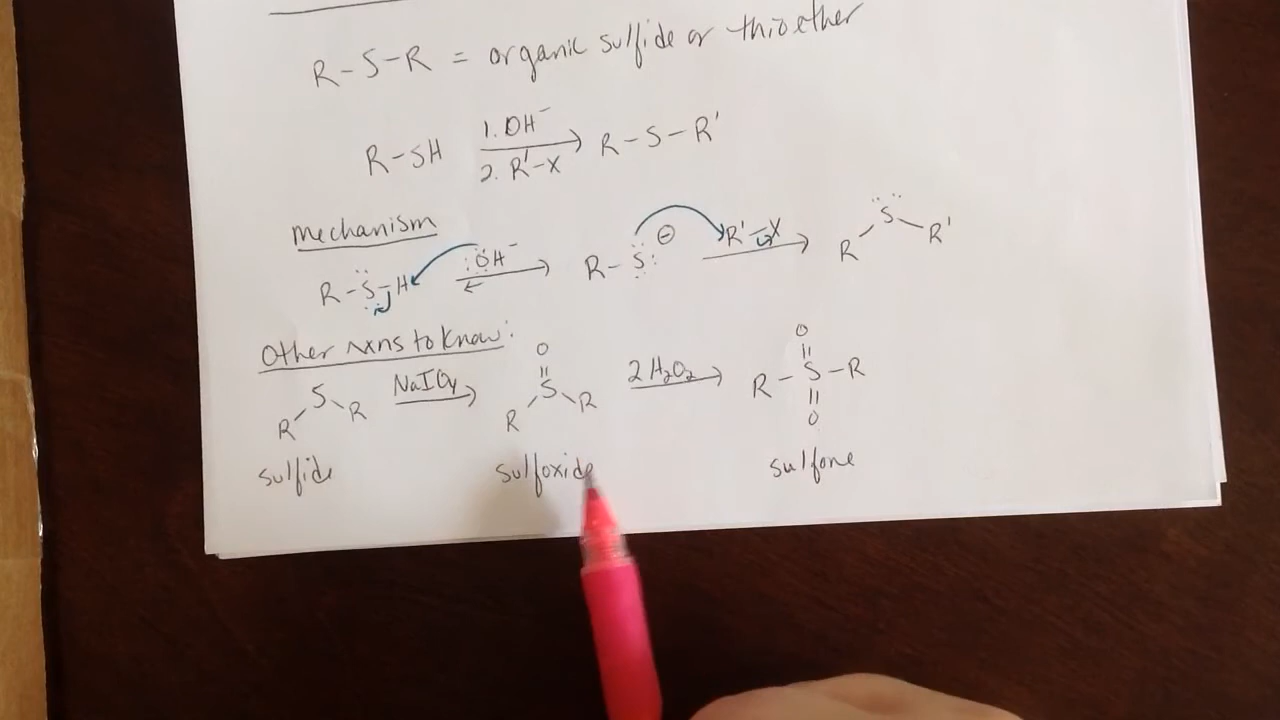 R-S-R = organic sulfide or thioether
1. OH⁻
R-SH → R-S-R'
2. R'-X
mechanism
R-S-H :ÖH⁻ ⇌ R-S: ⊖ R'-X → R S R'
Other rxns to know:
R S R NaIO4 → R S O R 2 H2O2 → R-S-R O O
sulfide sulfoxide sulfone